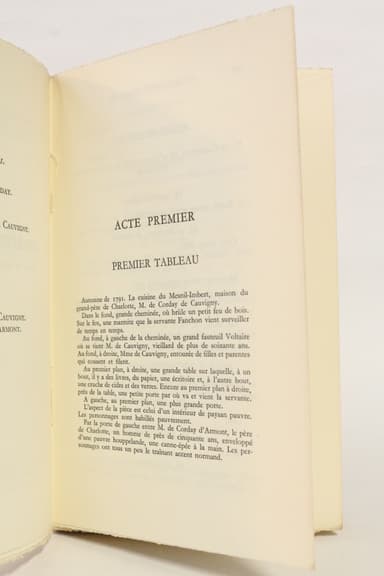 DAY.
CAUVIGNY.
CAUVIGNY.
ARMONT.
ACTE PREMIER
PREMIER TABLEAU
Automne de 1791. La cuisine du Mesnil-Imbert, maison du
grand-père de Charlotte, M. de Corday de Cauvigny.
Dans le fond, grande cheminée, où brûle un petit feu de bois.
Sur le feu, une marmite que la servante Fanchon vient surveiller
de temps en temps.
Au fond, à gauche de la cheminée, un grand fauteuil Voltaire
où se tient M. de Cauvigny, vieillard de plus de soixante ans.
Au fond, à droite, Mme de Cauvigny, entourée de filles et parentes
qui cousent et filent.
Au premier plan, à droite, une grande table sur laquelle, à un
bout, il y a des livres, du papier, une écritoire et, à l'autre bout,
une cruche de cidre et des verres. Encore au premier plan à droite,
près de la table, une petite porte par où va et vient la servante.
A gauche, au premier plan, une plus grande porte.
L'aspect de la pièce est celui d'un intérieur de paysan pauvre.
Les personnages sont habillés pauvrement.
Par la porte de gauche entre M. de Corday d'Armont, le père
de Charlotte, un homme de près de cinquante ans, enveloppé
d'une pauvre houppelande, une canne-épée à la main. Les per-
sonnages ont tous un peu le traînant accent normand.